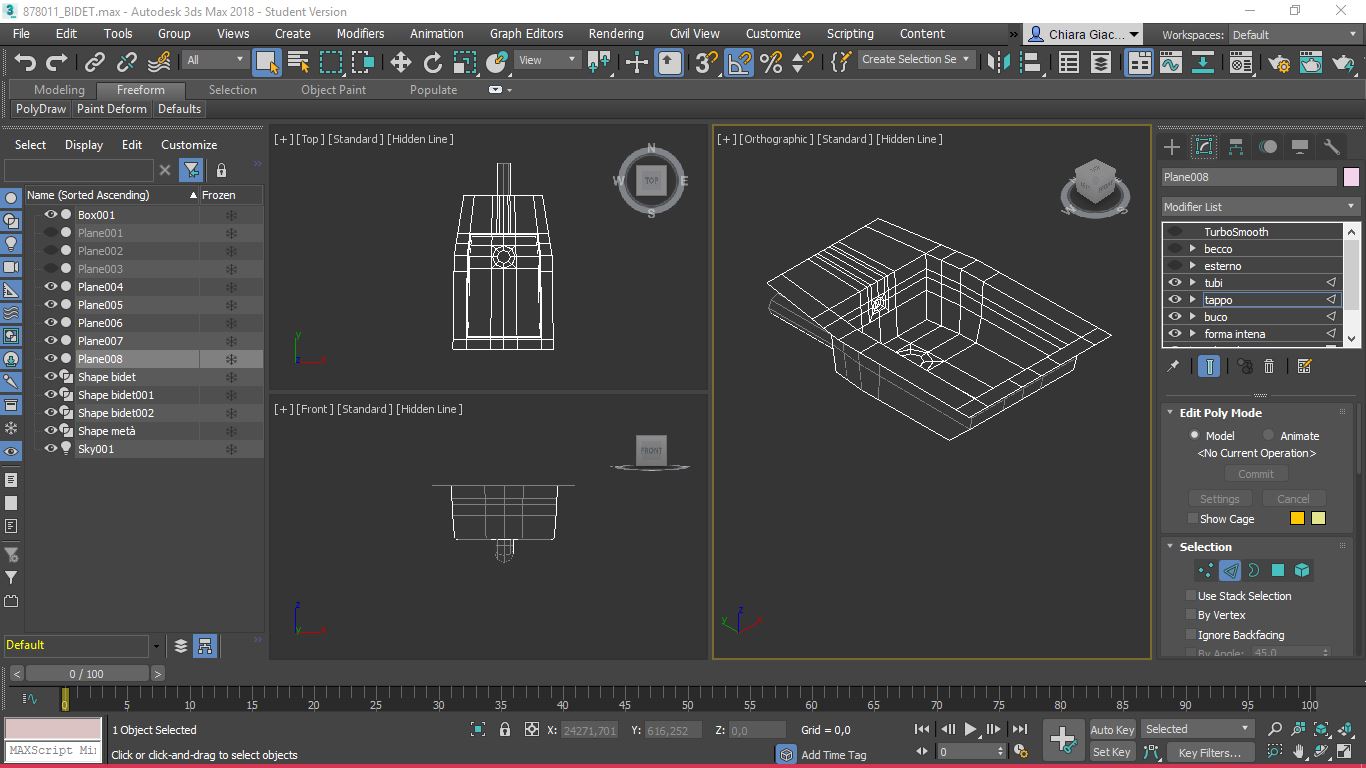 878011_BIDET.max - Autodesk 3ds Max 2018 - Student Version
File Edit Tools Group Views Create Modifiers Animation Graph Editors Rendering Civil View Customize Scripting Content » Chiara Giac... Workspaces: Default
All View Create Selection Se
Modeling Freeform Selection Object Paint Populate
PolyDraw Paint Deform Defaults
Select Display Edit Customize
Name (Sorted Ascending) Frozen
Box001
Plane001
Plane002
Plane003
Plane004
Plane005
Plane006
Plane007
Plane008
Shape bidet
Shape bidet001
Shape bidet002
Shape metà
Sky001
Default
[+] [Top] [Standard] [Hidden Line]
N
W TOP E
S
y
z x
[+] [Front] [Standard] [Hidden Line]
FRONT
z
y x
[+] [Orthographic] [Standard] [Hidden Line]
TOP
W S
z
y x
Plane008
Modifier List
TurboSmooth
becco
esterno
tubi
tappo
buco
forma intena
Edit Poly Mode
Model Animate
<No Current Operation>
Commit
Settings Cancel
Show Cage
Selection
Use Stack Selection
By Vertex
Ignore Backfacing
By Angle: 45,0
< 0 / 100 >
0 5 10 15 20 25 30 35 40 45 50 55 60 65 70 75 80 85 90 95 100
1 Object Selected X: 24271,701 Y: 616,252 Z: 0,0 Grid = 0,0 Auto Key Selected
MAXScript Mi Click or click-and-drag to select objects Add Time Tag 0 Set Key Key Filters...